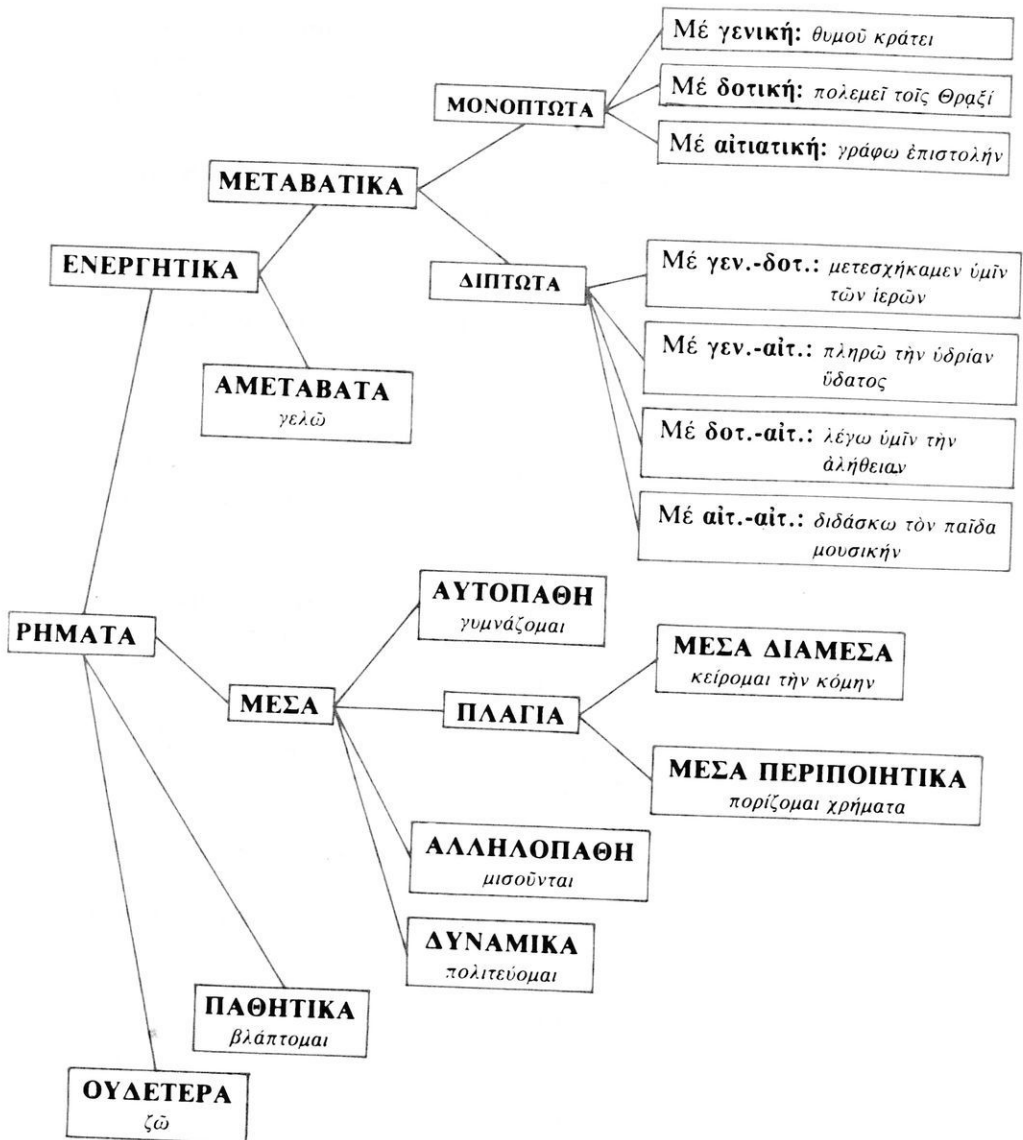 Μέ γενική: θυμοῦ κράτει
Μέ δοτική: πολεμεῖ τοῖς Θραξί
Μέ αἰτιατική: γράφω ἐπιστολήν
ΜΟΝΟΠΤΩΤΑ
ΜΕΤΑΒΑΤΙΚΑ
ΕΝΕΡΓΗΤΙΚΑ
ΔΙΠΤΩΤΑ
Μέ γεν.-δοτ.: μετεσχήκαμεν ὑμῖν
τῶν ἱερῶν
Μέ γεν.-αἰτ.: πληρῶ τὴν ὑδρίαν
ὕδατος
Μέ δοτ.-αἰτ.: λέγω ὑμῖν τὴν
ἀλήθειαν
Μέ αἰτ.-αἰτ.: διδάσκω τὸν παῖδα
μουσικήν
ΑΜΕΤΑΒΑΤΑ
γελῶ
ΡΗΜΑΤΑ
ΜΕΣΑ
ΑΥΤΟΠΑΘΗ
γυμνάζομαι
ΠΛΑΓΙΑ
ΜΕΣΑ ΔΙΑΜΕΣΑ
κείρομαι τὴν κόμην
ΜΕΣΑ ΠΕΡΙΠΟΙΗΤΙΚΑ
πορίζομαι χρήματα
ΑΛΛΗΛΟΠΑΘΗ
μισοῦνται
ΔΥΝΑΜΙΚΑ
πολιτεύομαι
ΠΑΘΗΤΙΚΑ
βλάπτομαι
ΟΥΔΕΤΕΡΑ
ζῶ